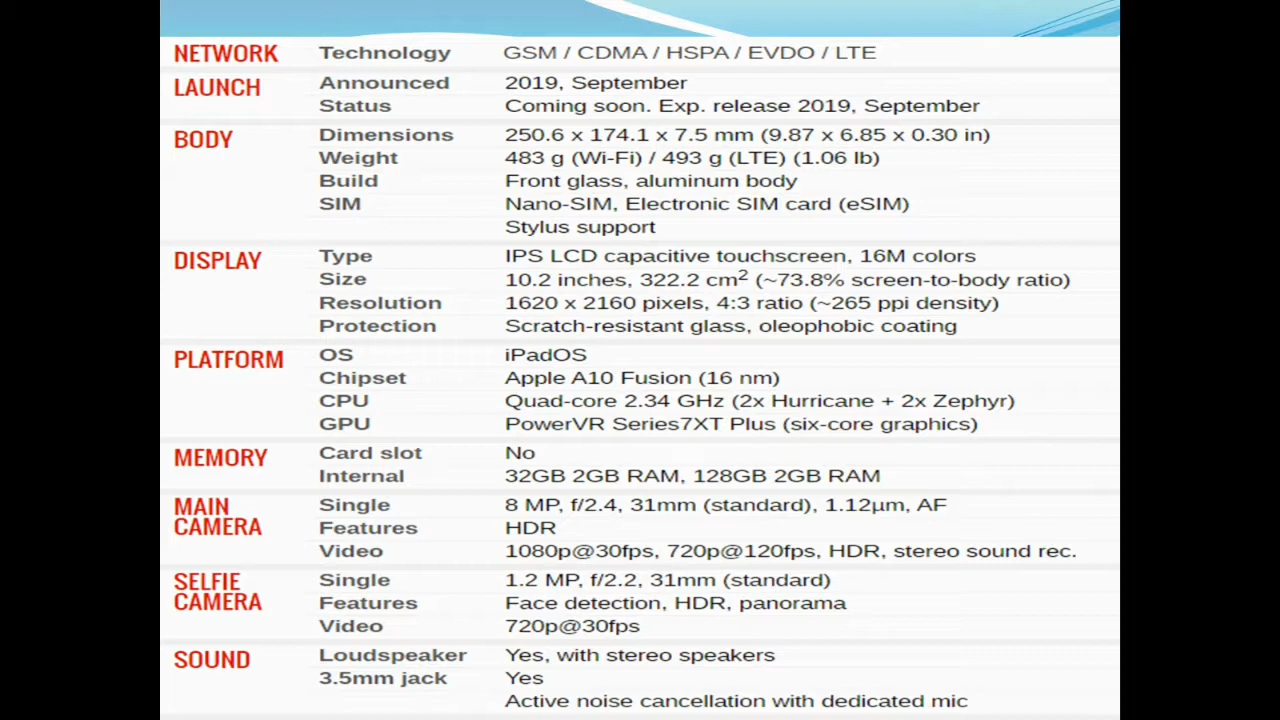 NETWORK Technology GSM / CDMA / HSPA / EVDO / LTE
LAUNCH Announced 2019, September
Status Coming soon. Exp. release 2019, September
BODY Dimensions 250.6 x 174.1 x 7.5 mm (9.87 x 6.85 x 0.30 in)
Weight 483 g (Wi-Fi) / 493 g (LTE) (1.06 lb)
Build Front glass, aluminum body
SIM Nano-SIM, Electronic SIM card (eSIM)
Stylus support
DISPLAY Type IPS LCD capacitive touchscreen, 16M colors
Size 10.2 inches, 322.2 cm² (~73.8% screen-to-body ratio)
Resolution 1620 x 2160 pixels, 4:3 ratio (~265 ppi density)
Protection Scratch-resistant glass, oleophobic coating
PLATFORM OS iPadOS
Chipset Apple A10 Fusion (16 nm)
CPU Quad-core 2.34 GHz (2x Hurricane + 2x Zephyr)
GPU PowerVR Series7XT Plus (six-core graphics)
MEMORY Card slot No
Internal 32GB 2GB RAM, 128GB 2GB RAM
MAIN CAMERA Single 8 MP, f/2.4, 31mm (standard), 1.12µm, AF
Features HDR
Video 1080p@30fps, 720p@120fps, HDR, stereo sound rec.
SELFIE CAMERA Single 1.2 MP, f/2.2, 31mm (standard)
Features Face detection, HDR, panorama
Video 720p@30fps
SOUND Loudspeaker Yes, with stereo speakers
3.5mm jack Yes
Active noise cancellation with dedicated mic